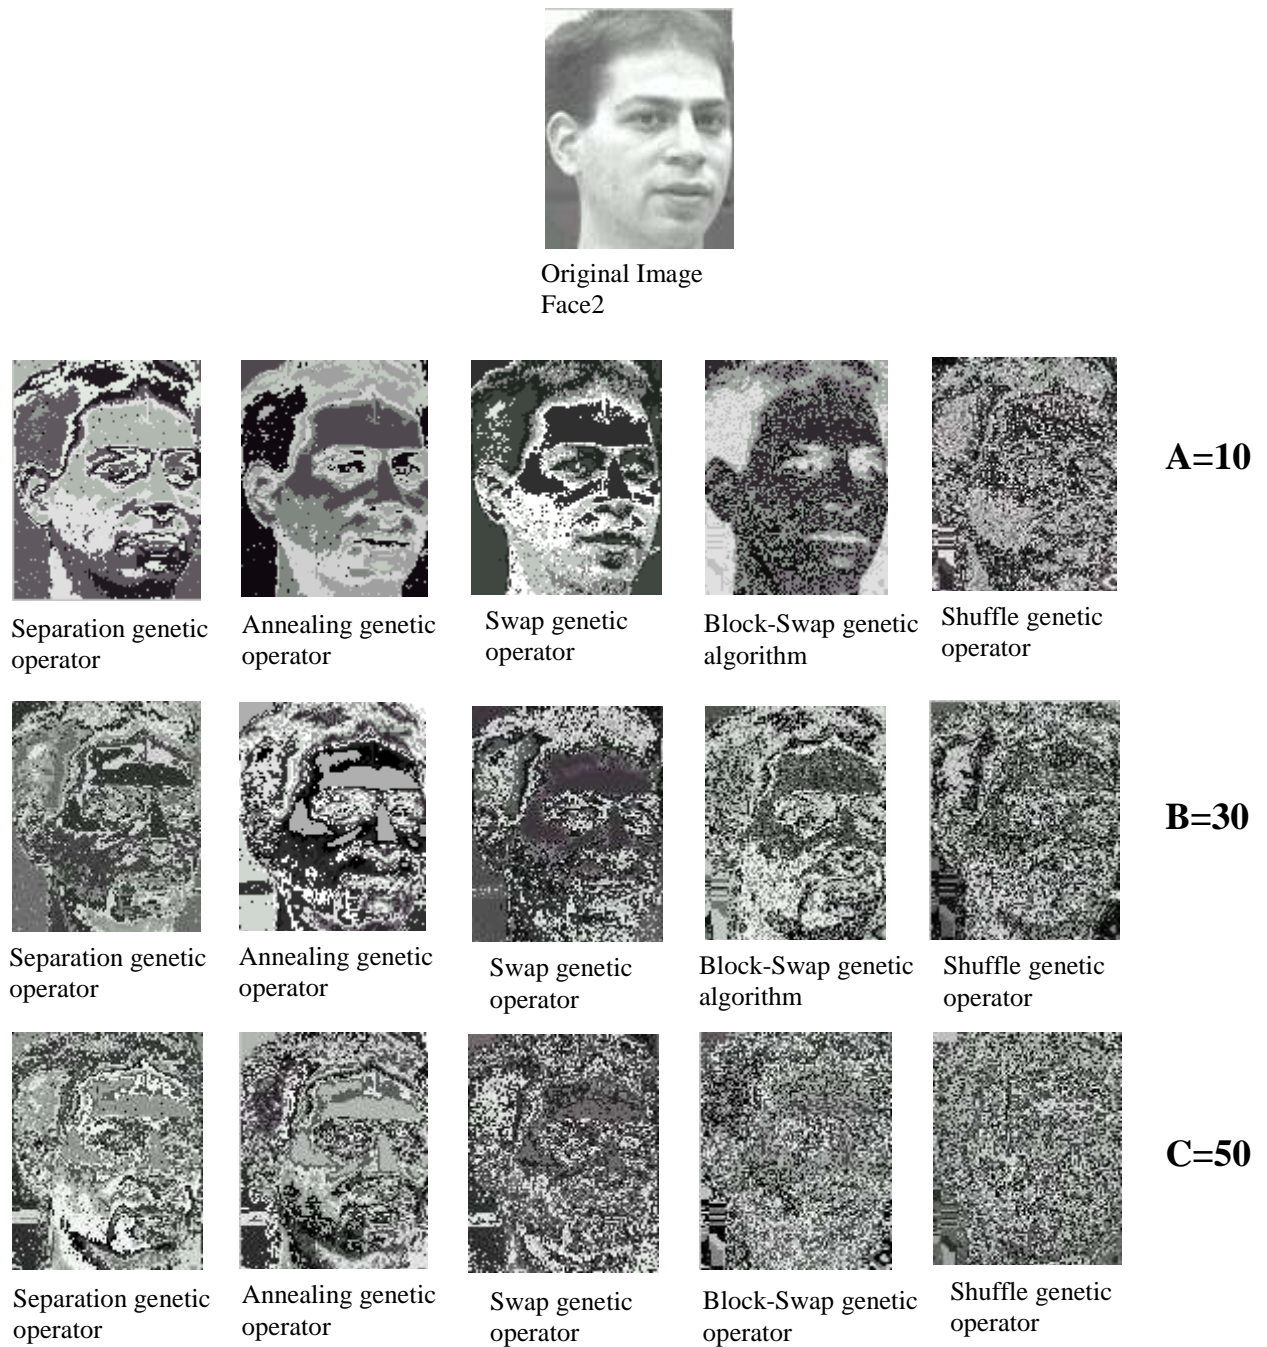 Original Image
Face2
A=10
Separation genetic
operator
Annealing genetic
operator
Swap genetic
operator
Block-Swap genetic
algorithm
Shuffle genetic
operator
B=30
Separation genetic
operator
Annealing genetic
operator
Swap genetic
operator
Block-Swap genetic
algorithm
Shuffle genetic
operator
C=50
Separation genetic
operator
Annealing genetic
operator
Swap genetic
operator
Block-Swap genetic
operator
Shuffle genetic
operator